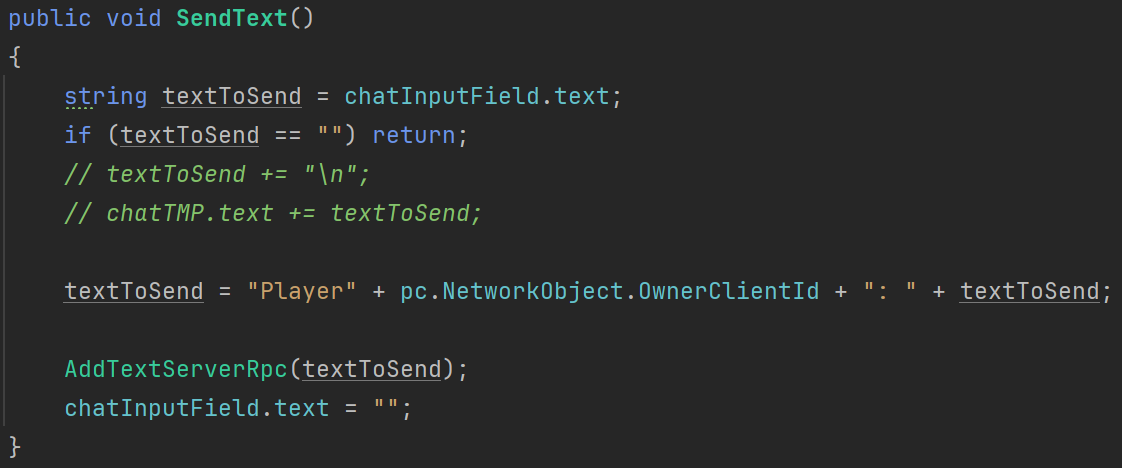 public void SendText()
{
    string textToSend = chatInputField.text;
    if (textToSend == "") return;
    // textToSend += "\n";
    // chatTMP.text += textToSend;

    textToSend = "Player" + pc.NetworkObject.OwnerClientId + ": " + textToSend;

    AddTextServerRpc(textToSend);
    chatInputField.text = "";
}